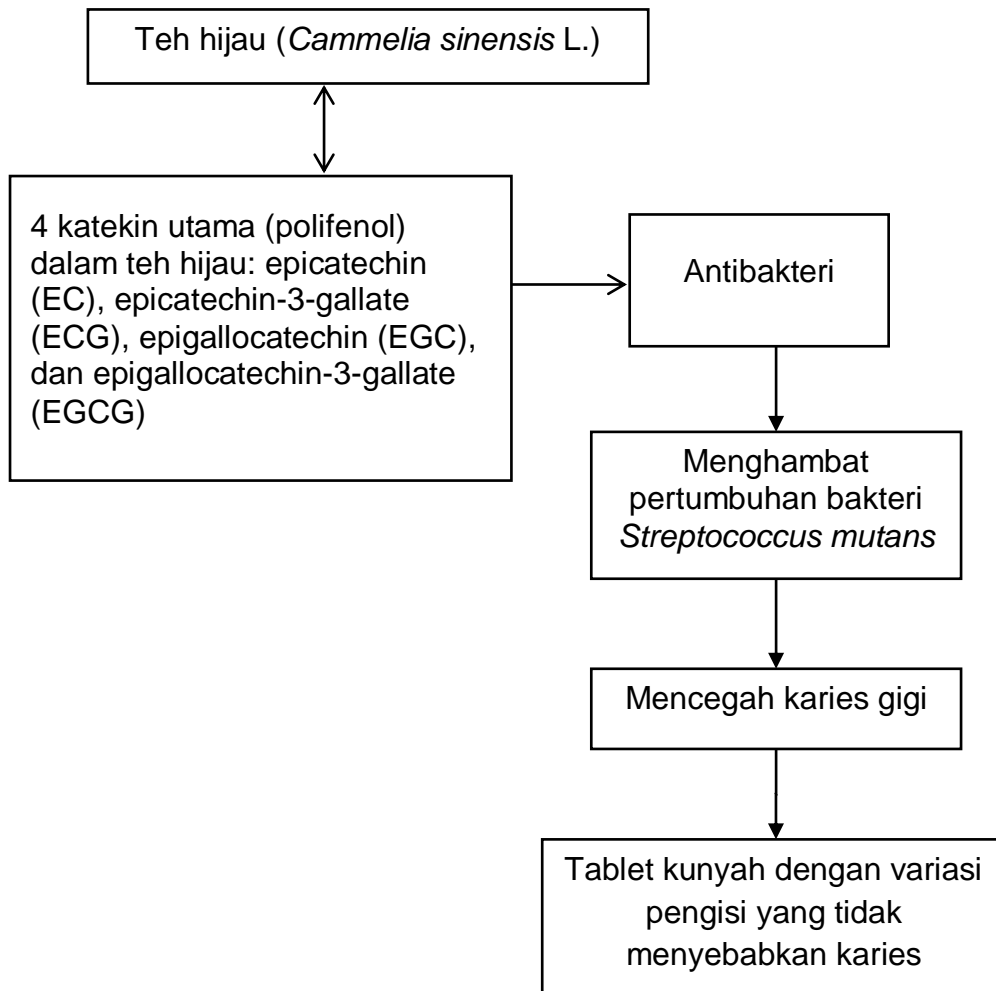 Teh hijau (Cammelia sinensis L.)
4 katekin utama (polifenol)
dalam teh hijau: epicatechin
(EC), epicatechin-3-gallate
(ECG), epigallocatechin (EGC),
dan epigallocatechin-3-gallate
(EGCG)
Antibakteri
Menghambat
pertumbuhan bakteri
Streptococcus mutans
Mencegah karies gigi
Tablet kunyah dengan variasi
pengisi yang tidak
menyebabkan karies